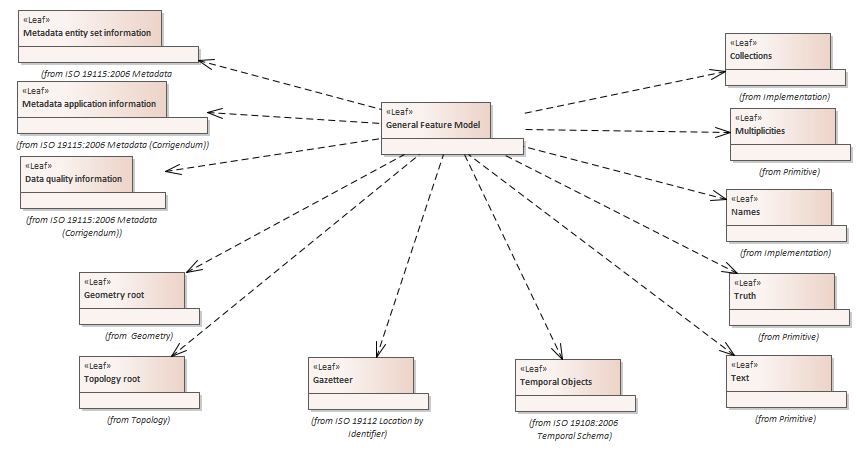 «Leaf»
Metadata entity set information
(from ISO 19115:2006 Metadata
«Leaf»
Metadata application information
(from ISO 19115:2006 Metadata (Corrigendum))
«Leaf»
Data quality information
(from ISO 19115:2006 Metadata
(Corrigendum))
«Leaf»
General Feature Model
«Leaf»
Collections
(from Implementation)
«Leaf»
Multiplicities
(from Primitive)
«Leaf»
Names
(from Implementation)
«Leaf»
Geometry root
(from Geometry)
«Leaf»
Truth
(from Primitive)
«Leaf»
Topology root
(from Topology)
«Leaf»
Gazetteer
(from ISO 19112 Location by
Identifier)
«Leaf»
Temporal Objects
(from ISO 19108:2006
Temporal Schema)
«Leaf»
Text
(from Primitive)